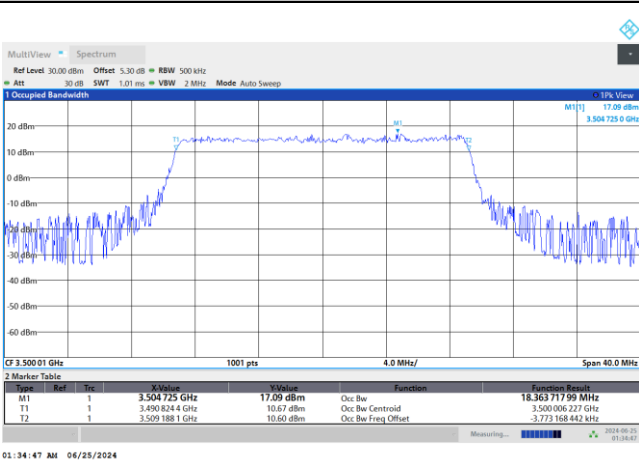 MultiView Spectrum
Ref Level 30.00 dBm Offset 5.30 dB RBW 500 kHz
Att 30 dB SWT 1.01 ms VBW 2 MHz Mode Auto Sweep
1 Occupied Bandwidth 1Pk View
M1[1] 17.09 dBm
3.504 725 0 GHz
M1
T1 T2
20 dBm
10 dBm
0 dBm
-10 dBm
-20 dBm
-30 dBm
-40 dBm
-50 dBm
-60 dBm
CF 3.500 01 GHz 1001 pts 4.0 MHz/ Span 40.0 MHz
2 Marker Table
Type Ref Trc X-Value Y-Value Function Function Result
M1 1 3.504 725 GHz 17.09 dBm Occ Bw 18.363 717 99 MHz
T1 1 3.490 824 4 GHz 10.67 dBm Occ Bw Centroid 3.500 006 227 GHz
T2 1 3.509 188 1 GHz 10.60 dBm Occ Bw Freq Offset -3.773 168 442 kHz
Measuring... 2024-06-25
01:34:47
01:34:47 AM 06/25/2024